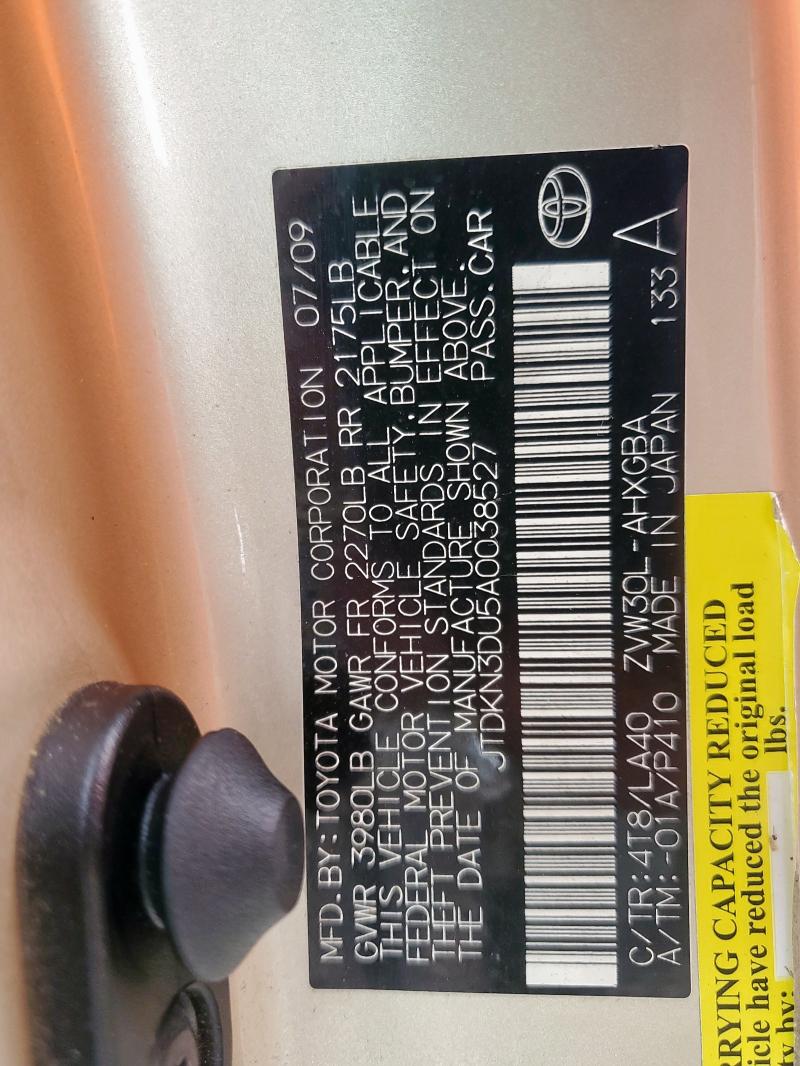 MFD. BY: TOYOTA MOTOR CORPORATION 07/09
GVWR 3980LB GAWR FR 2270LB RR 2175LB
THIS VEHICLE CONFORMS TO ALL APPLICABLE
FEDERAL MOTOR VEHICLE SAFETY, BUMPER, AND
THEFT PREVENTION STANDARDS IN EFFECT ON
THE DATE OF MANUFACTURE SHOWN ABOVE.
JTDKN3DU5A0038527 PASS. CAR
C/TR: 4T8/LA40 ZVW30L-AHXGBA 133 A
A/TM: -01A/P410 MADE IN JAPAN
RRYING CAPACITY REDUCED
icle have reduced the original load
ty by: lbs.